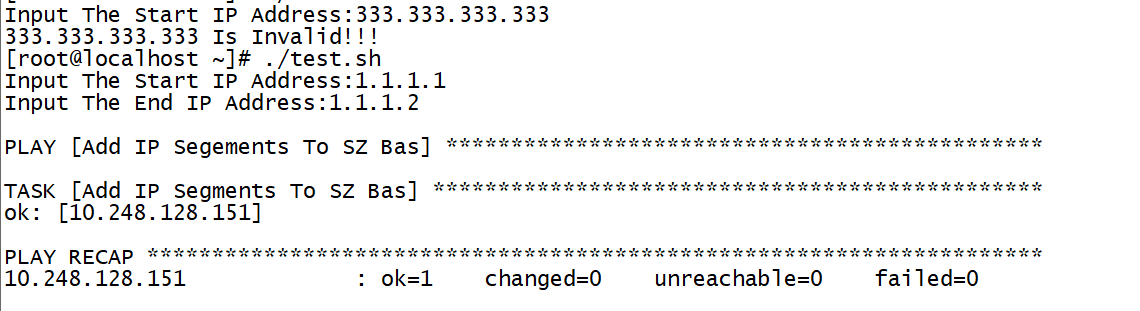 Input The Start IP Address:333.333.333.333
333.333.333.333 Is Invalid!!!
[root@localhost ~]# ./test.sh
Input The Start IP Address:1.1.1.1
Input The End IP Address:1.1.1.2
PLAY [Add IP Segements To SZ Bas] **********************************************
TASK [Add IP Segments To SZ Bas] ***********************************************
ok: [10.248.128.151]
PLAY RECAP *********************************************************************
10.248.128.151             : ok=1    changed=0    unreachable=0    failed=0